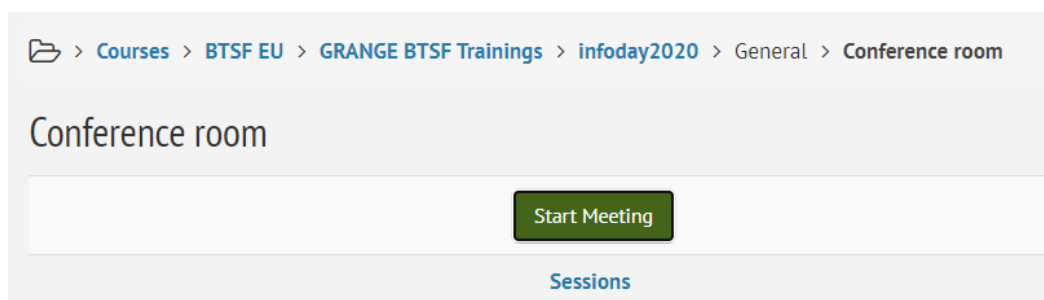 > Courses > BTSF EU > GRANGE BTSF Trainings > infoday2020 > General > Conference room
Conference room
Start Meeting
Sessions